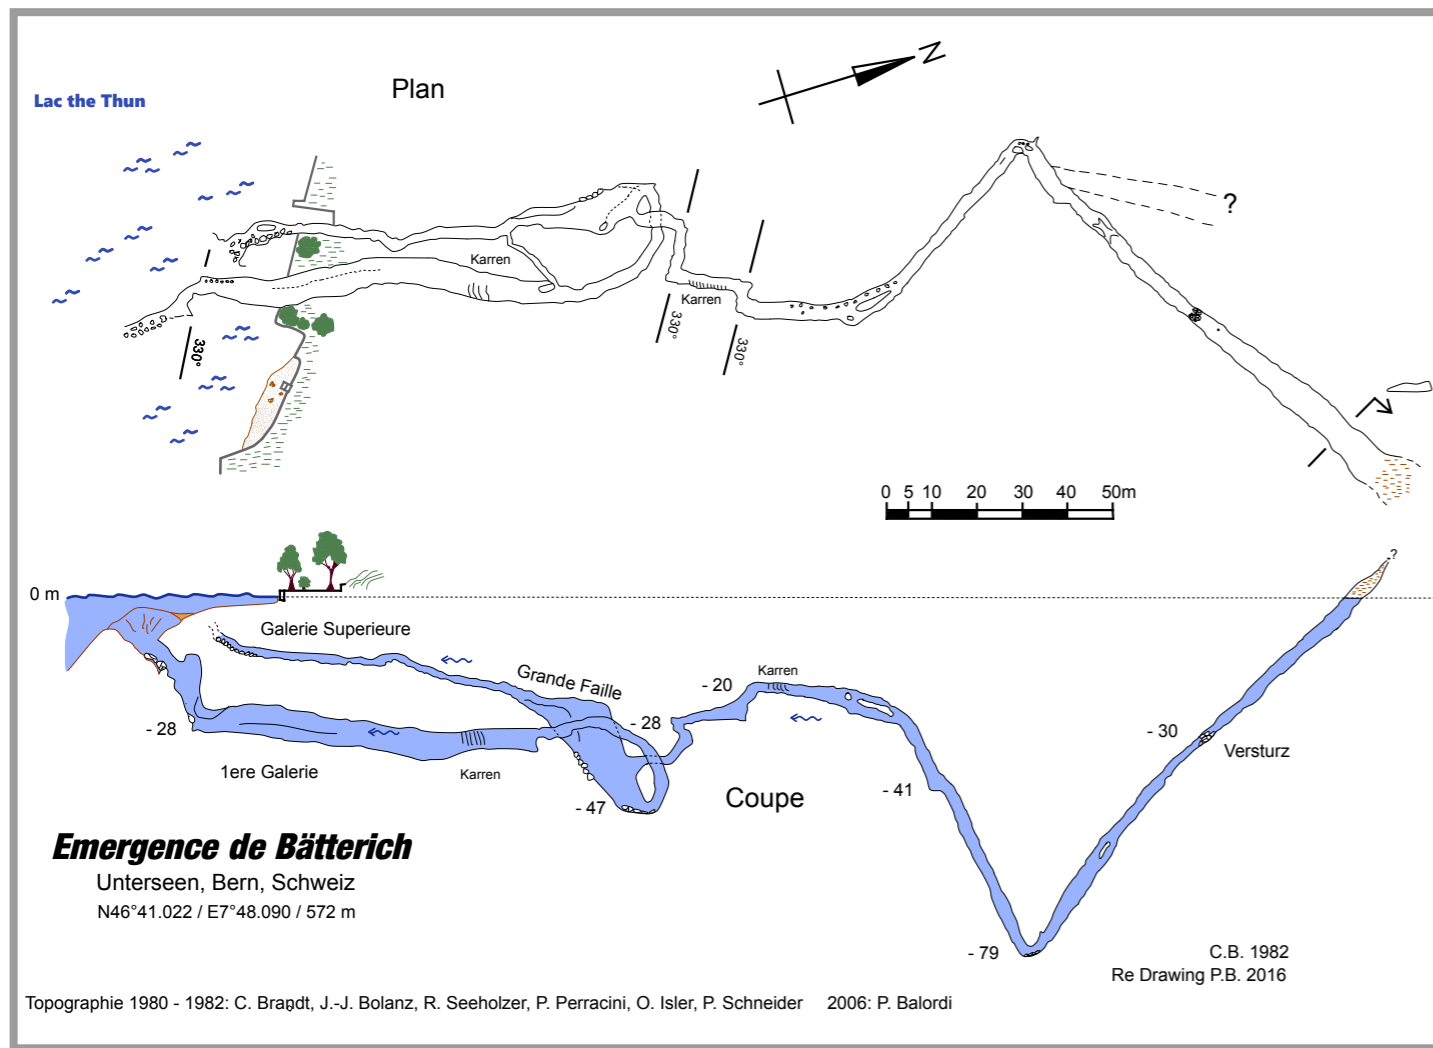 Plan
N
Lac the Thun
?
Karren
Karren
330°
330°
330°
0 5 10 20 30 40 50m
0 m
?
Galerie Superieure
Grande Faille
- 20
Karren
- 28
- 28
- 30
Versturz
1ere Galerie
Karren
- 47
Coupe
- 41
Emergence de Bätterich
Unterseen, Bern, Schweiz
N46°41.022 / E7°48.090 / 572 m
- 79
C.B. 1982
Re Drawing P.B. 2016
Topographie 1980 - 1982: C. Brandt, J.-J. Bolanz, R. Seeholzer, P. Perracini, O. Isler, P. Schneider 2006: P. Balordi